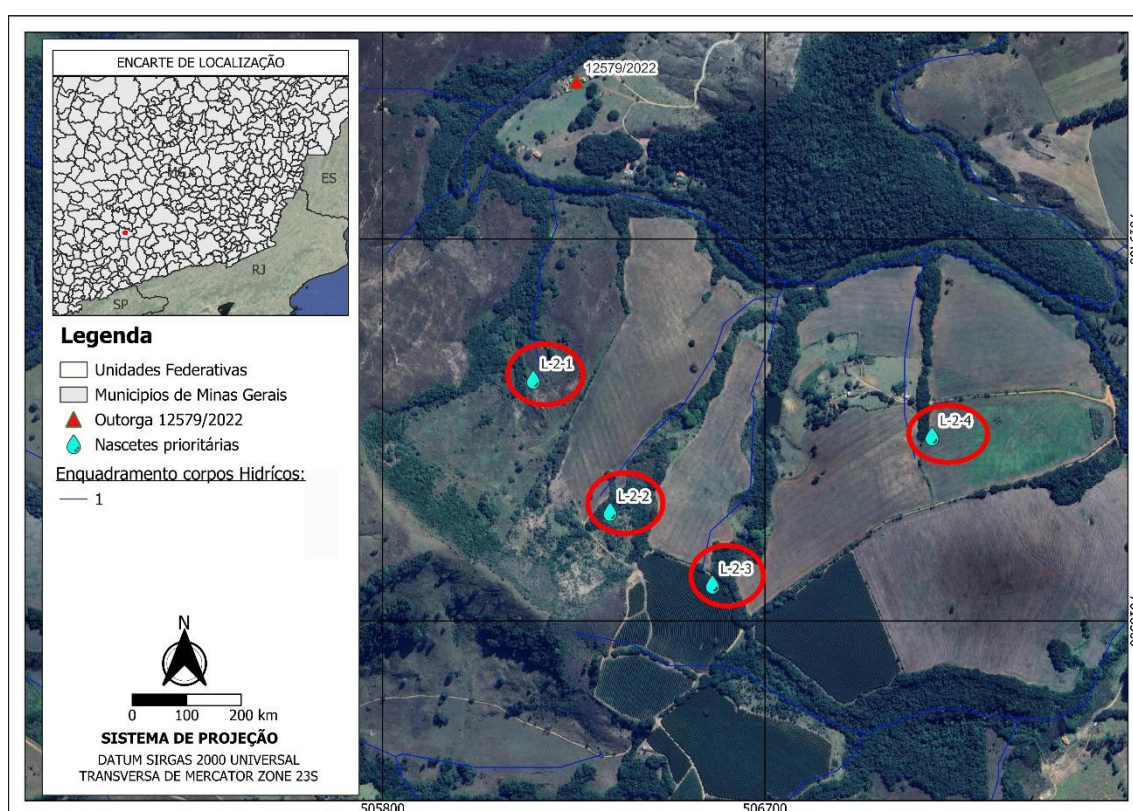 ENCARTE DE LOCALIZAÇÃO
MG
ES
RJ
SP
Legenda
Unidades Federativas
Municipios de Minas Gerais
Outorga 12579/2022
Nascetes prioritárias
Enquadramento corpos Hidrícos:
1
N
0 100 200 km
SISTEMA DE PROJEÇÃO
DATUM SIRGAS 2000 UNIVERSAL
TRANSVERSA DE MERCATOR ZONE 23S
12579/2022
L-2-1
L-2-2
L-2-3
L-2-4
505800
506700